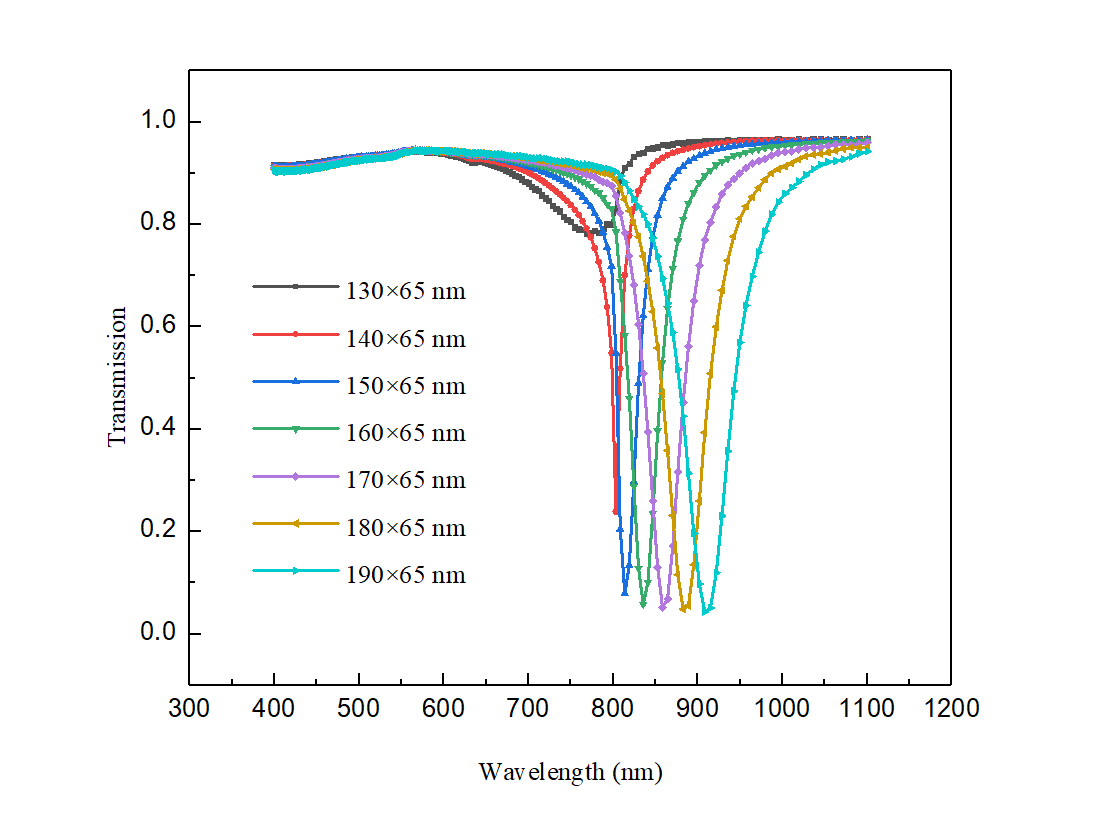 1.0
0.8
0.6
0.4
0.2
0.0
Transmission
130×65 nm
140×65 nm
150×65 nm
160×65 nm
170×65 nm
180×65 nm
190×65 nm
300 400 500 600 700 800 900 1000 1100 1200
Wavelength (nm)